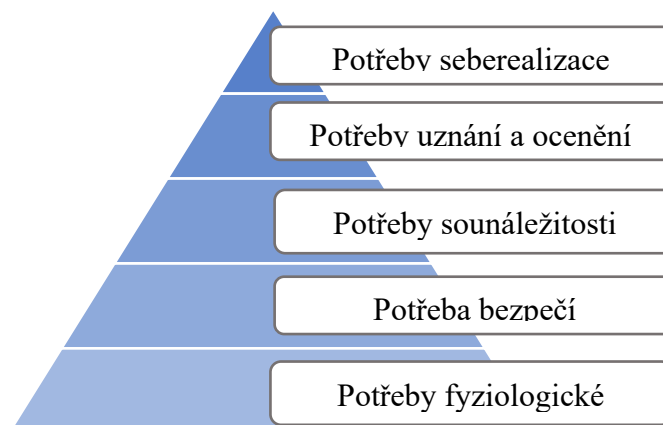 Potřeby seberealizace
Potřeby uznání a ocenění
Potřeby sounáležitosti
Potřeba bezpečí
Potřeby fyziologické